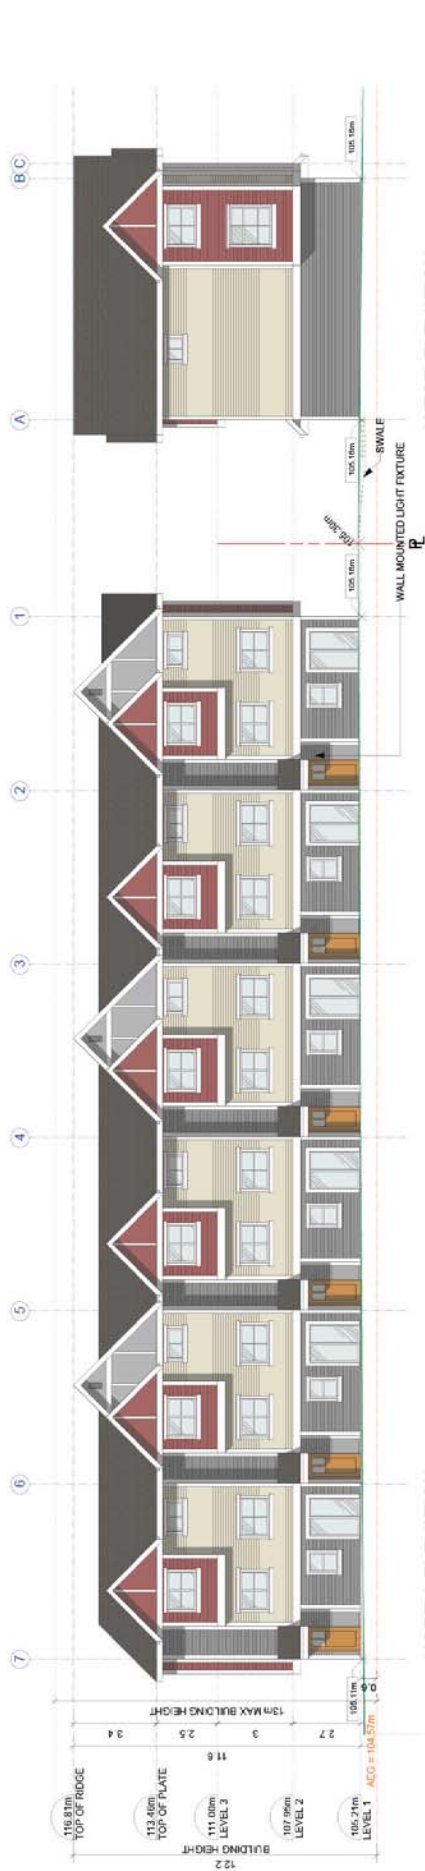 7
6
5
4
3
2
1
A
B
C
116.81m
TOP OF RIDGE
113.46m
TOP OF PLATE
111.00m
LEVEL 3
107.95m
LEVEL 2
105.21m
LEVEL 1
12.2
BUILDING HEIGHT
11.6
3.4
2.5
3
2.7
13m MAX BUILDING HEIGHT
0.6
AEG = 104.57m
105.11m
105.16m
105.30m
105.16m
105.16m
SWALE
WALL MOUNTED LIGHT FIXTURE
PL